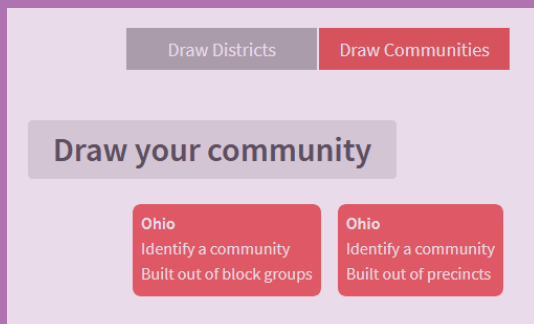 Draw Districts
Draw Communities
Draw your community
Ohio
Identify a community
Built out of block groups
Ohio
Identify a community
Built out of precincts